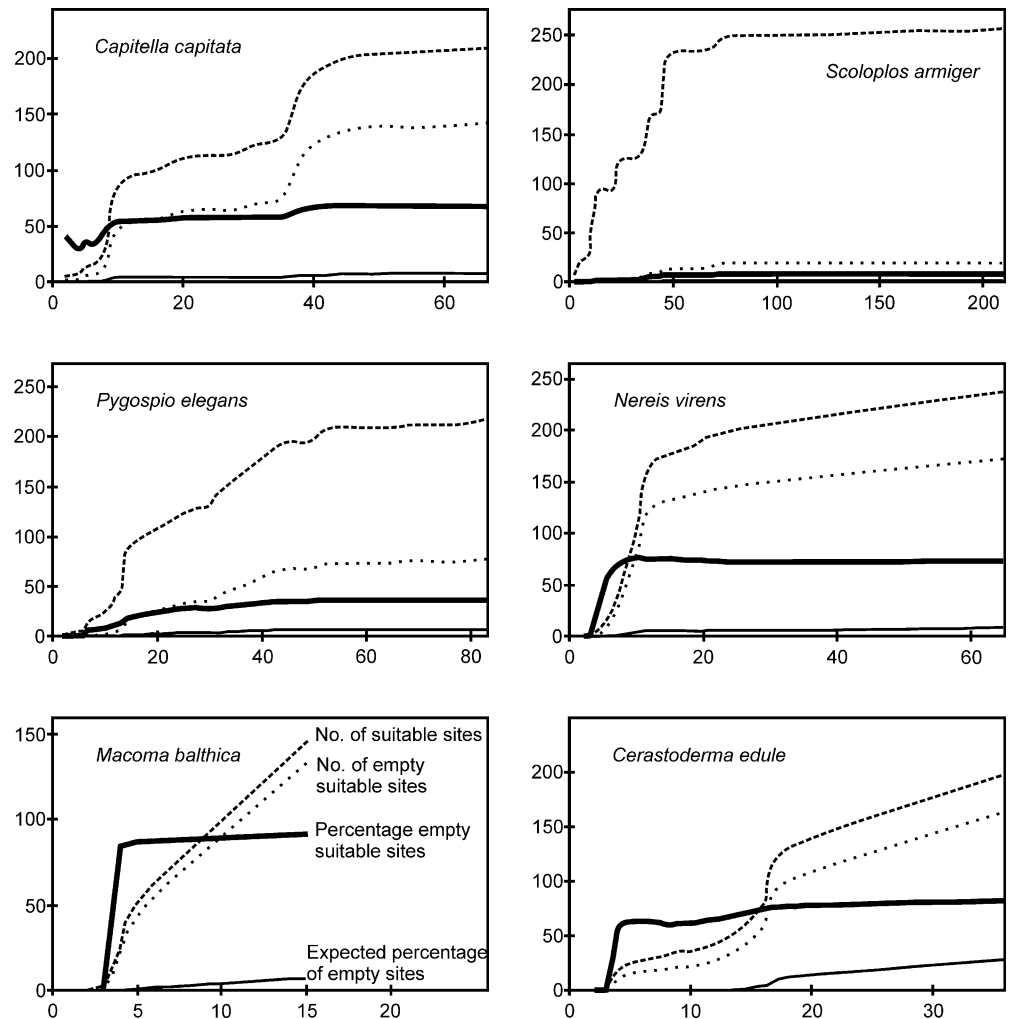 Capitella capitata
200
150
100
50
0
0 20 40 60
Scoloplos armiger
250
200
150
100
50
0
0 50 100 150 200
Pygospio elegans
250
200
150
100
50
0
0 20 40 60 80
Nereis virens
250
200
150
100
50
0
0 20 40 60
Macoma balthica
150
100
50
0
0 5 10 15 20 25
No. of suitable sites
No. of empty
suitable sites
Percentage empty
suitable sites
Expected percentage
of empty sites
Cerastoderma edule
200
150
100
50
0
0 10 20 30